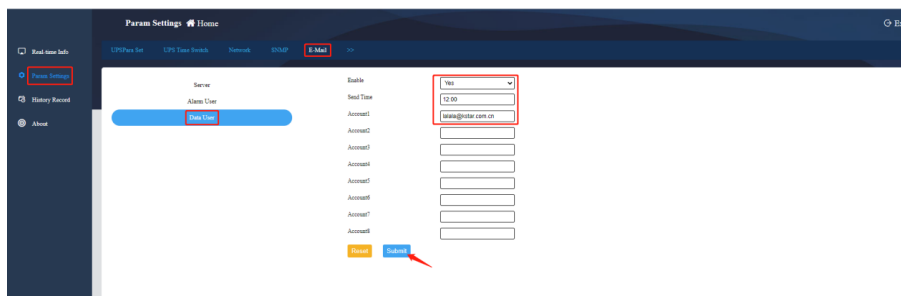 Param Settings Home
Real-time Info
Param Settings
History Record
About
UPSPara Set UPS Time Switch Network SNMP E-Mail >>
Server
Alarm User
Data User
Enable Yes
Send Time 12:00
Account1
Account2
Account3
Account4
Account5
Account6
Account7
Account8
Reset Submit